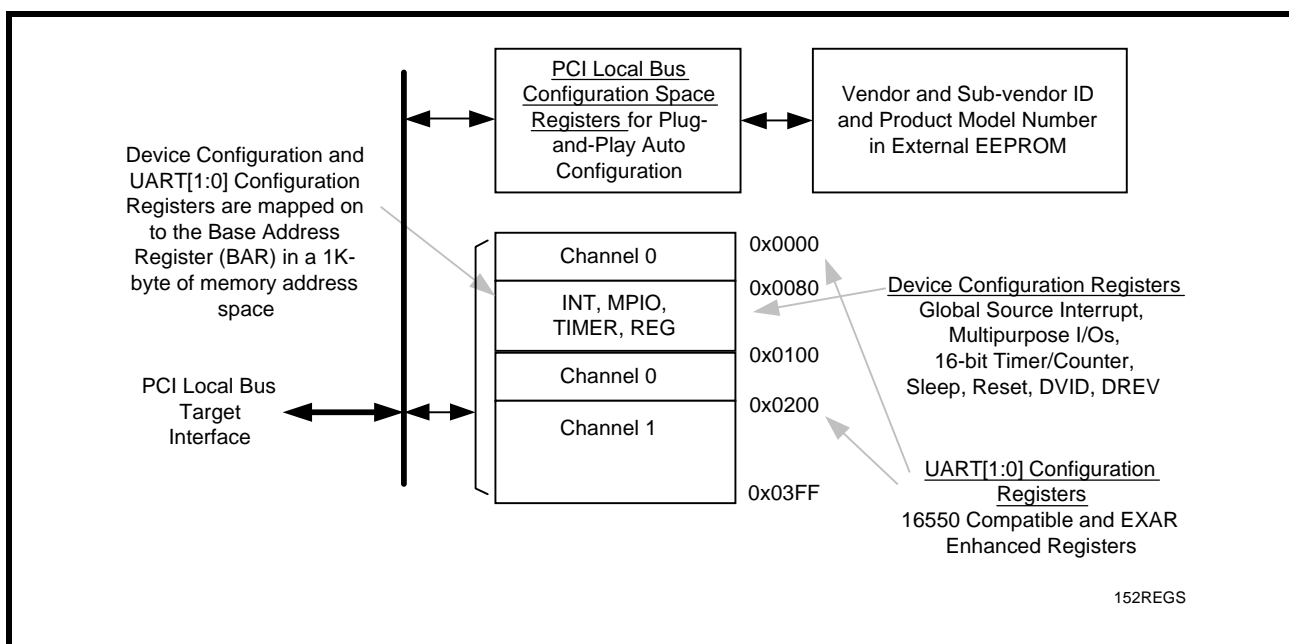 PCI Local Bus
Configuration Space
Registers for Plug-
and-Play Auto
Configuration
Vendor and Sub-vendor ID
and Product Model Number
in External EEPROM
Device Configuration and
UART[1:0] Configuration
Registers are mapped on
to the Base Address
Register (BAR) in a 1K-
byte of memory address
space
PCI Local Bus
Target
Interface
Channel 0
INT, MPIO,
TIMER, REG
Channel 0
Channel 1
0x0000
0x0080
0x0100
0x0200
0x03FF
Device Configuration Registers
Global Source Interrupt,
Multipurpose I/Os,
16-bit Timer/Counter,
Sleep, Reset, DVID, DREV
UART[1:0] Configuration
Registers
16550 Compatible and EXAR
Enhanced Registers
152REGS